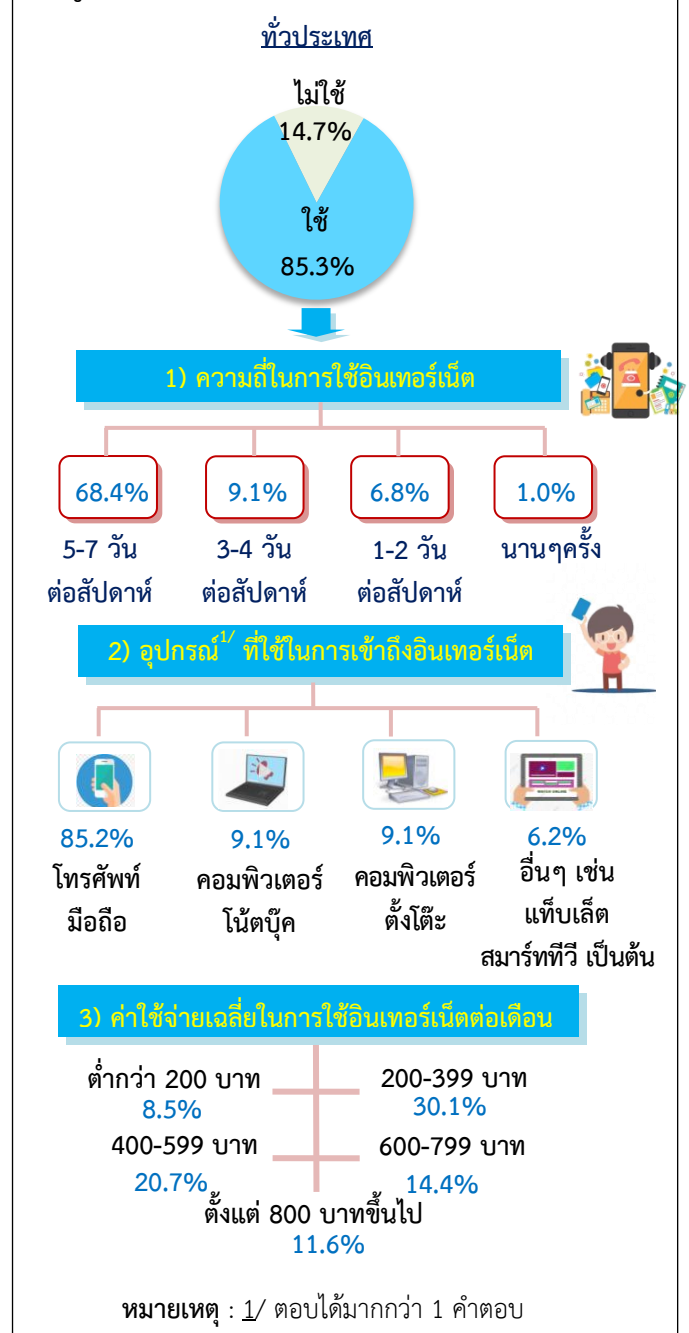 ทั่วประเทศ
ไม่ใช้
14.7%
ใช้
85.3%
1) ความถี่ในการใช้อินเทอร์เน็ต
68.4% 9.1% 6.8% 1.0%
5-7 วัน 3-4 วัน 1-2 วัน นานๆครั้ง
ต่อสัปดาห์ ต่อสัปดาห์ ต่อสัปดาห์
2) อุปกรณ์1/ ที่ใช้ในการเข้าถึงอินเทอร์เน็ต
85.2% 9.1% 9.1% 6.2%
โทรศัพท์ คอมพิวเตอร์ คอมพิวเตอร์ อื่นๆ เช่น
มือถือ โน้ตบุ๊ค ตั้งโต๊ะ แท็บเล็ต
สมาร์ททีวี เป็นต้น
3) ค่าใช้จ่ายเฉลี่ยในการใช้อินเทอร์เน็ตต่อเดือน
ต่ำกว่า 200 บาท 200-399 บาท
8.5% 30.1%
400-599 บาท 600-799 บาท
20.7% 14.4%
ตั้งแต่ 800 บาทขึ้นไป
11.6%
หมายเหตุ : 1/ ตอบได้มากกว่า 1 คำตอบ